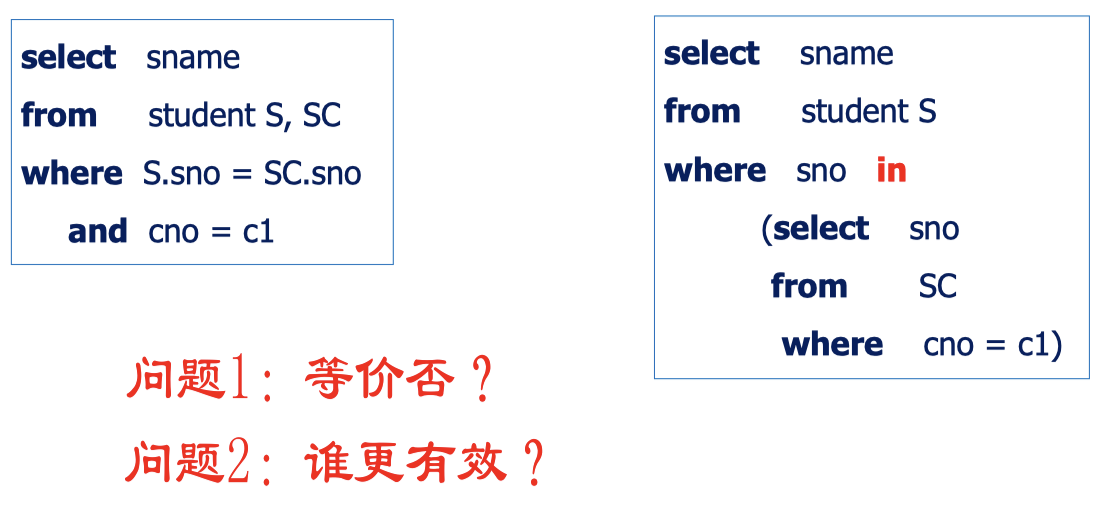 select sname
from student S, SC
where S.sno = SC.sno
and cno = c1
select sname
from student S
where sno in
(select sno
from SC
where cno = c1)
问题1：等价否？
问题2：谁更有效？